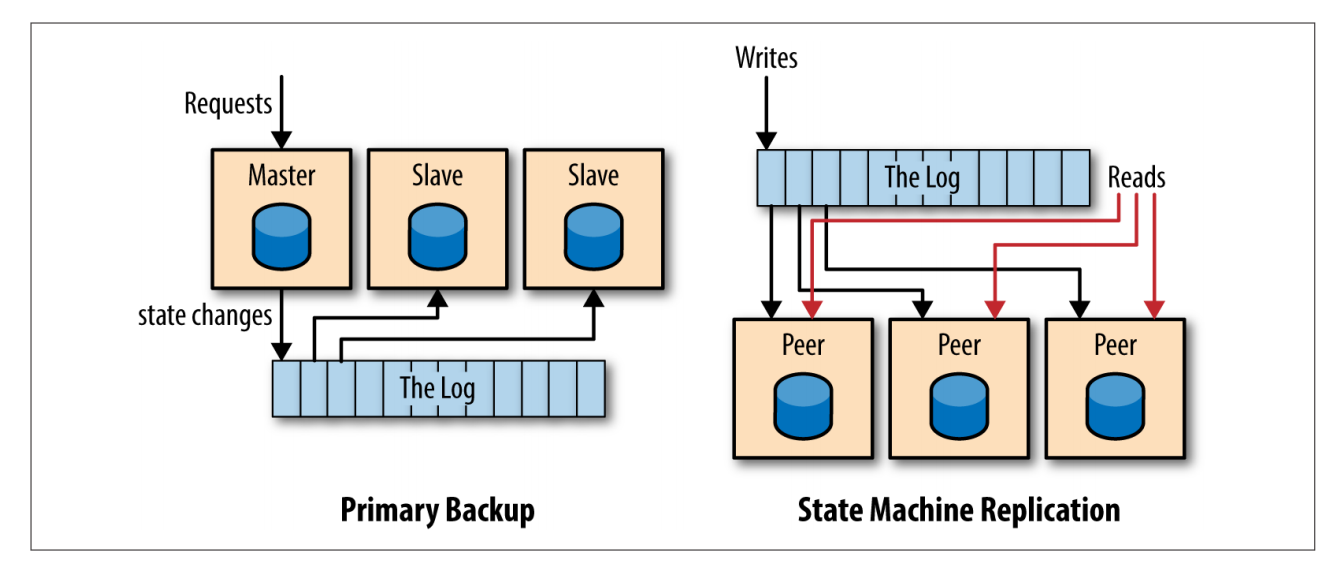 Requests
Master
Slave
Slave
state changes
The Log
Primary Backup
Writes
The Log
Reads
Peer
Peer
Peer
State Machine Replication